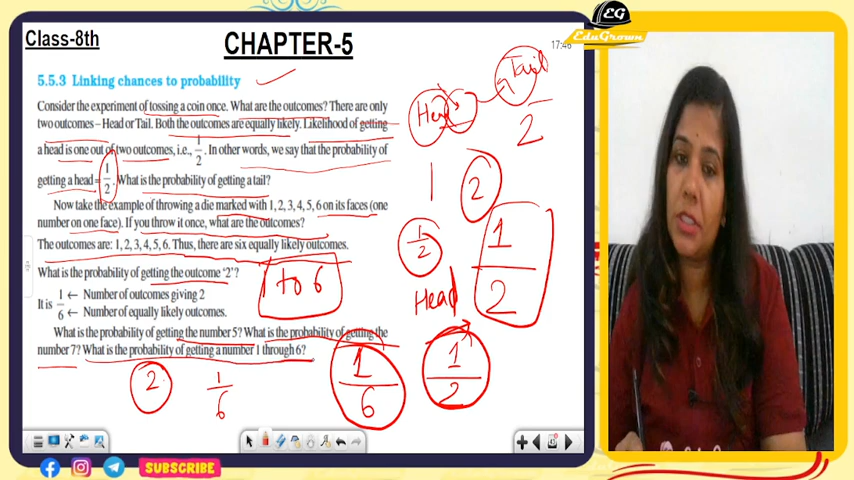 Class-8th
CHAPTER-5
EG
EduGrown
17:46
5.5.3 Linking chances to probability
Consider the experiment of tossing a coin once. What are the outcomes? There are only
two outcomes – Head or Tail. Both the outcomes are equally likely. Likelihood of getting
a head is one out of two outcomes, i.e., 1/2. In other words, we say that the probability of
getting a head = 1/2. What is the probability of getting a tail?
Now take the example of throwing a die marked with 1, 2, 3, 4, 5, 6 on its faces (one
number on one face). If you throw it once, what are the outcomes?
The outcomes are: 1, 2, 3, 4, 5, 6. Thus, there are six equally likely outcomes.
What is the probability of getting the outcome ‘2’?
It is 1/6 ← Number of outcomes giving 2
← Number of equally likely outcomes.
What is the probability of getting the number 5? What is the probability of getting the
number 7? What is the probability of getting a number 1 through 6?
1 to 6
2
1/6
1/6
1/2
Tail
2
1
2
1/2
1/2
Head
SUBSCRIBE